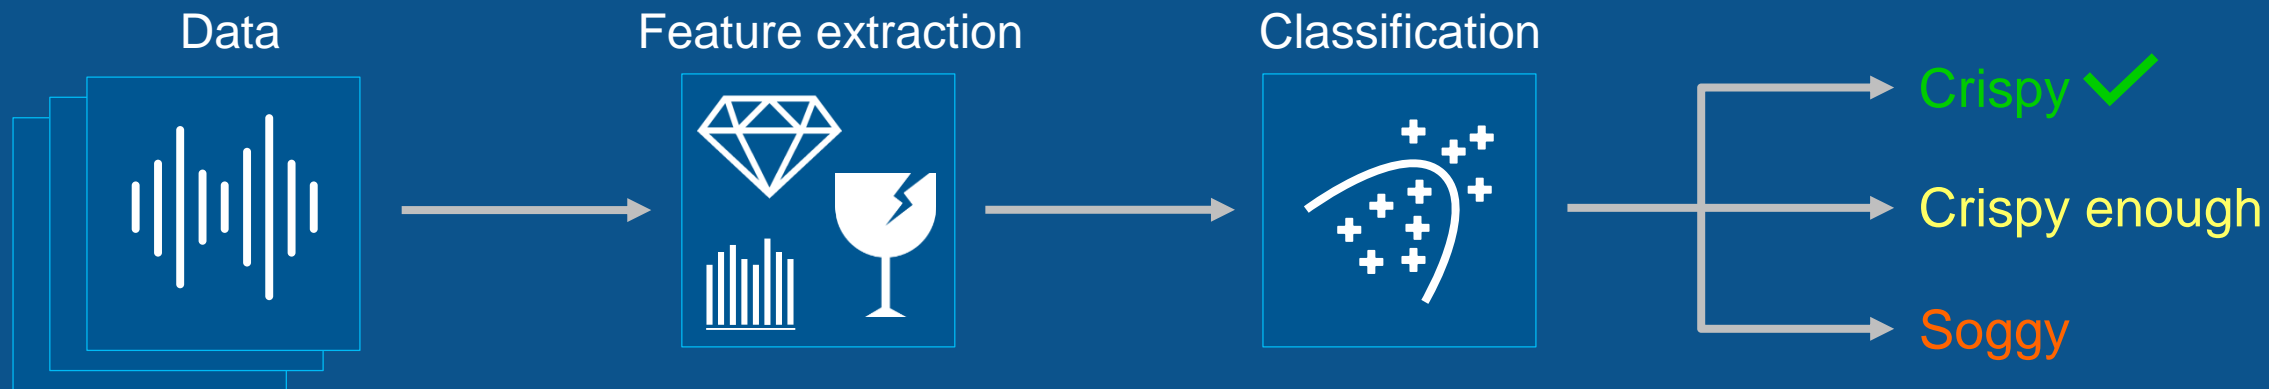 Data
Feature extraction
Classification
Crispy
Crispy enough
Soggy